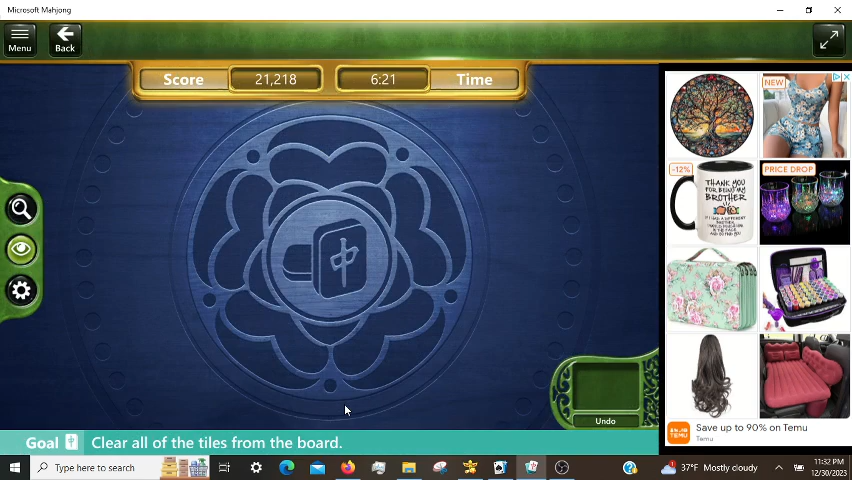 Microsoft Mahjong
Menu
Back
Score
21,218
6:21
Time
中
NEW
-12%
PRICE DROP
THANK YOU
FOR BEING MY
BROTHER
Undo
Save up to 90% on Temu
Temu
TEMU
Goal 中 Clear all of the tiles from the board.
Type here to search
37°F Mostly cloudy
11:32 PM
12/30/2023